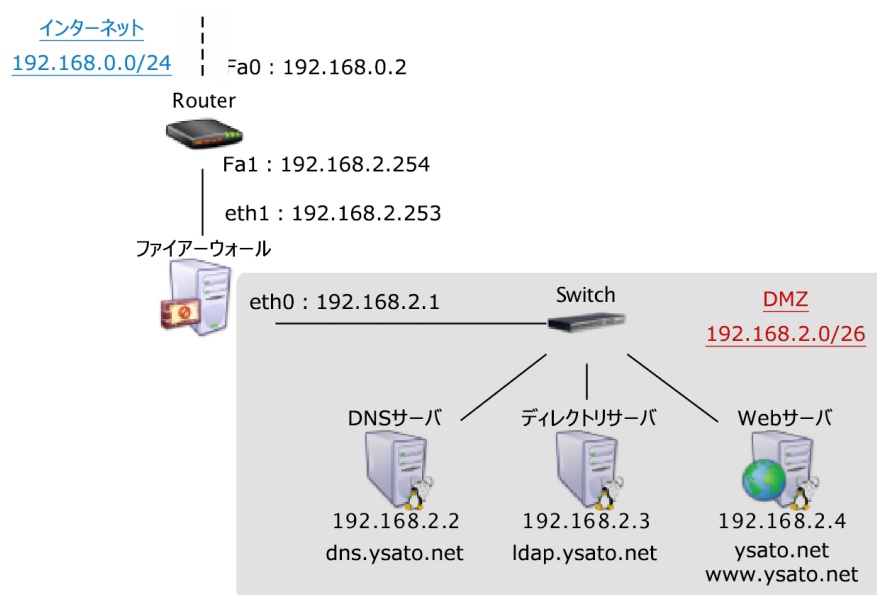 インターネット
192.168.0.0/24
Fa0 : 192.168.0.2
Router
Fa1 : 192.168.2.254
eth1 : 192.168.2.253
ファイアーウォール
eth0 : 192.168.2.1
Switch
DMZ
192.168.2.0/26
DNSサーバ
ディレクトリサーバ
Webサーバ
192.168.2.2
192.168.2.3
192.168.2.4
dns.ysato.net
ldap.ysato.net
ysato.net
www.ysato.net